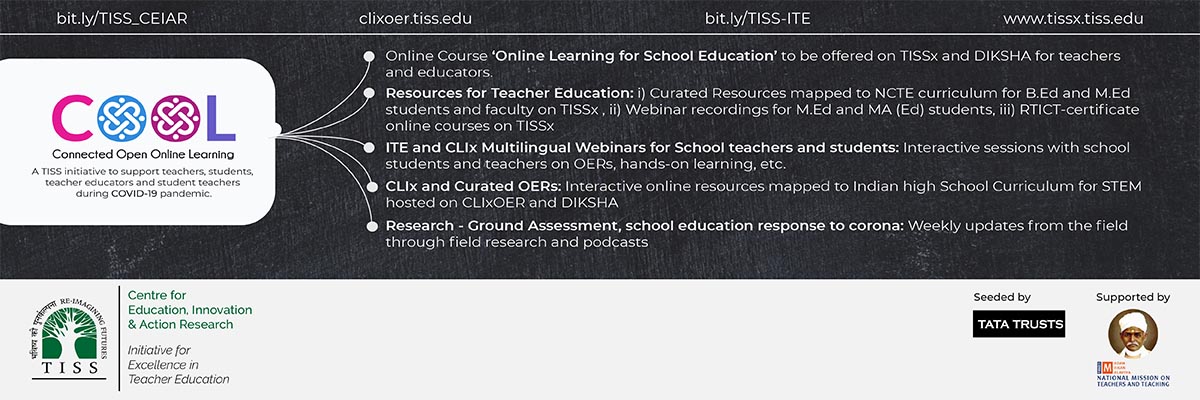 bit.ly/TISS_CEIAR
clixoer.tiss.edu
bit.ly/TISS-ITE
www.tissx.tiss.edu
COOL
Connected Open Online Learning
A TISS initiative to support teachers, students,
teacher educators and student teachers
during COVID-19 pandemic.
Online Course ‘Online Learning for School Education’ to be offered on TISSx and DIKSHA for teachers
and educators.
Resources for Teacher Education: i) Curated Resources mapped to NCTE curriculum for B.Ed and M.Ed
students and faculty on TISSx , ii) Webinar recordings for M.Ed and MA (Ed) students, iii) RTICT-certificate
online courses on TISSx
ITE and CLIx Multilingual Webinars for School teachers and students: Interactive sessions with school
students and teachers on OERs, hands-on learning, etc.
CLIx and Curated OERs: Interactive online resources mapped to Indian high School Curriculum for STEM
hosted on CLIxOER and DIKSHA
Research - Ground Assessment, school education response to corona: Weekly updates from the field
through field research and podcasts
भविष्य की पुनर्कल्पना RE-IMAGINING FUTURES
TISS
Centre for
Education, Innovation
& Action Research
Initiative for
Excellence in
Teacher Education
Seeded by
TATA TRUSTS
Supported by
NATIONAL MISSION ON
TEACHERS AND TEACHING